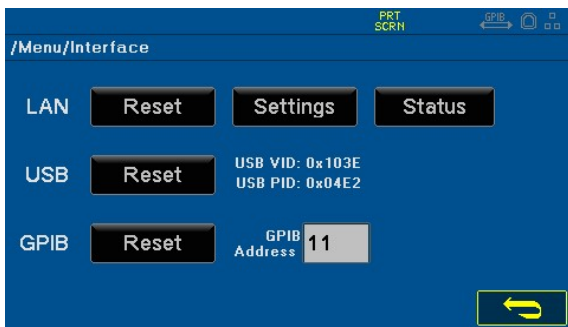 PRT
SCRN
GPIB
/Menu/Interface
LAN Reset Settings Status
USB Reset
USB VID: 0x103E
USB PID: 0x04E2
GPIB Reset
GPIB
Address 11